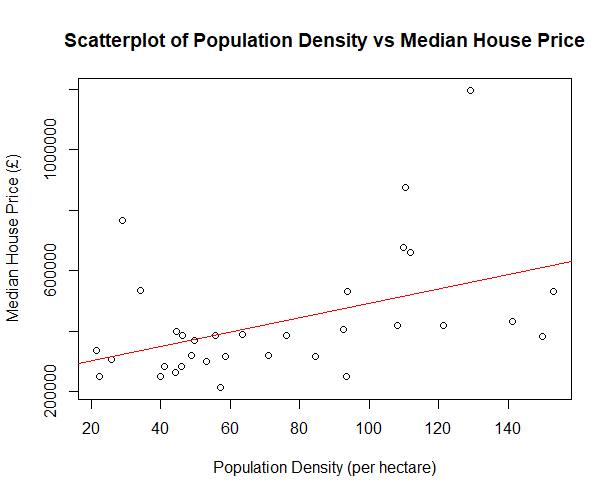 Scatterplot of Population Density vs Median House Price
Median House Price (£)
1000000
600000
200000
20 40 60 80 100 120 140
Population Density (per hectare)